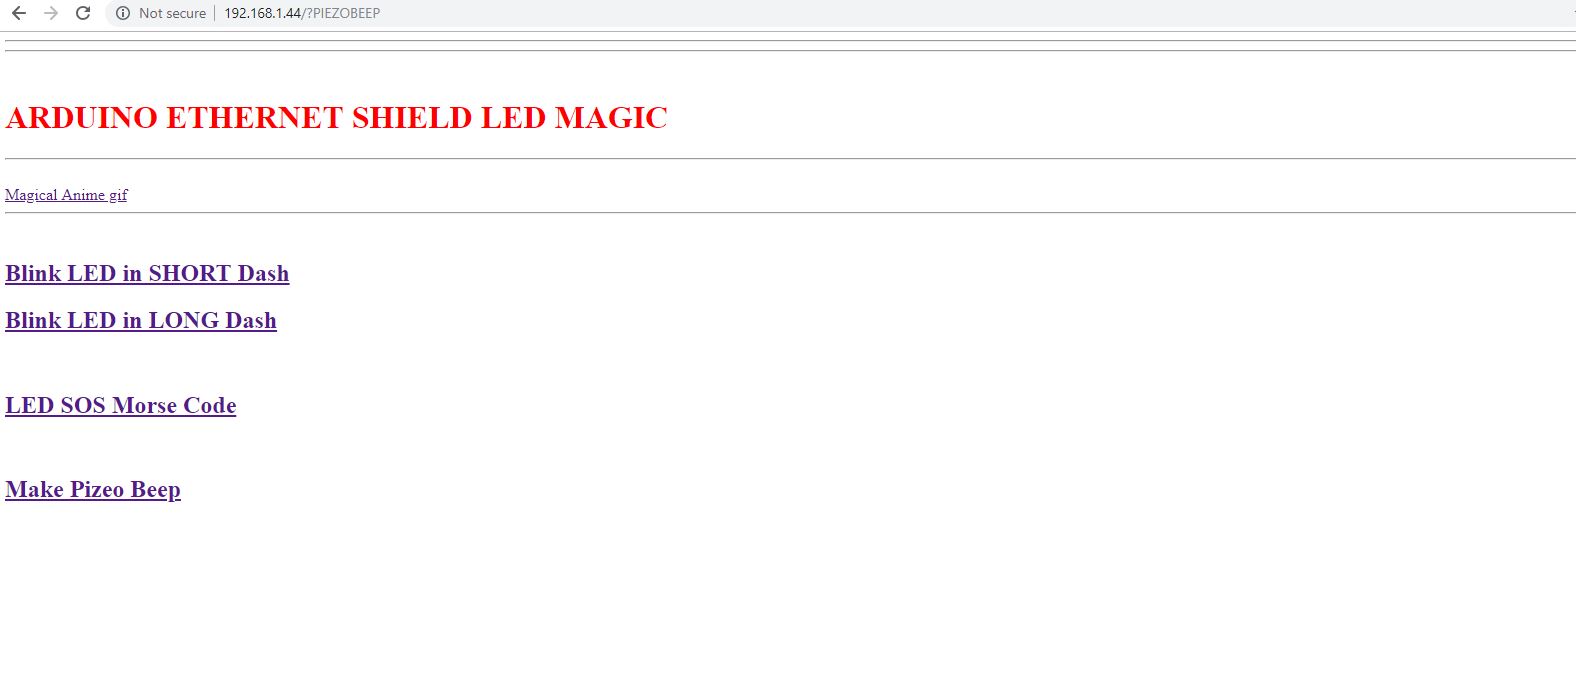 Not secure | 192.168.1.44/?PIEZOBEEP
ARDUINO ETHERNET SHIELD LED MAGIC
Magical Anime gif
Blink LED in SHORT Dash
Blink LED in LONG Dash
LED SOS Morse Code
Make Pizeo Beep